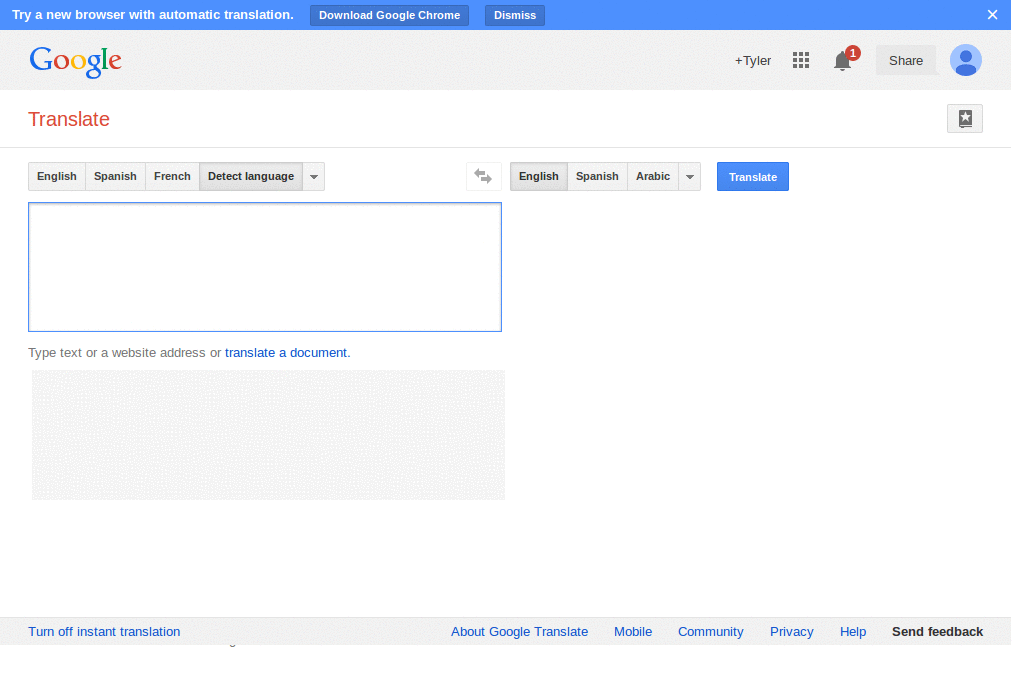 Try a new browser with automatic translation. Download Google Chrome Dismiss
Google +Tyler 1 Share
Translate
English Spanish French Detect language English Spanish Arabic Translate
Type text or a website address or translate a document.
Turn off instant translation About Google Translate Mobile Community Privacy Help Send feedback